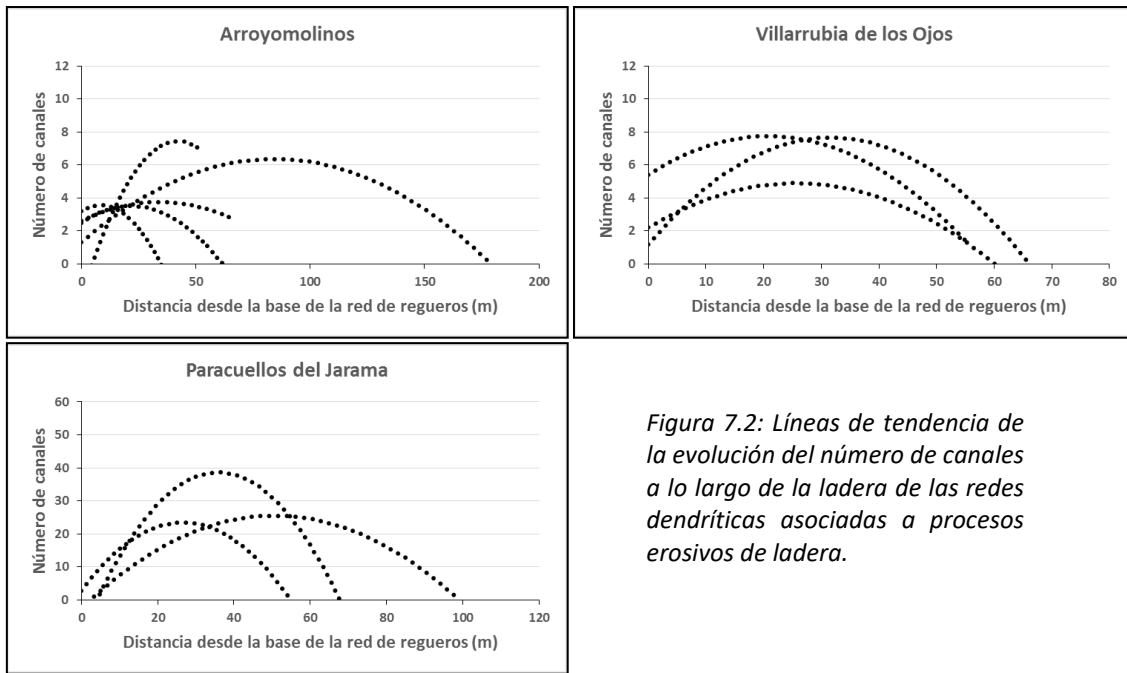 Arroyomolinos
Número de canales
12
10
8
6
4
2
0
0 50 100 150 200
Distancia desde la base de la red de regueros (m)
Villarrubia de los Ojos
Número de canales
12
10
8
6
4
2
0
0 10 20 30 40 50 60 70 80
Distancia desde la base de la red de regueros (m)
Paracuellos del Jarama
Número de canales
60
50
40
30
20
10
0
0 20 40 60 80 100 120
Distancia desde la base de la red de regueros (m)
Figura 7.2: Líneas de tendencia de
la evolución del número de canales
a lo largo de la ladera de las redes
dendríticas asociadas a procesos
erosivos de ladera.